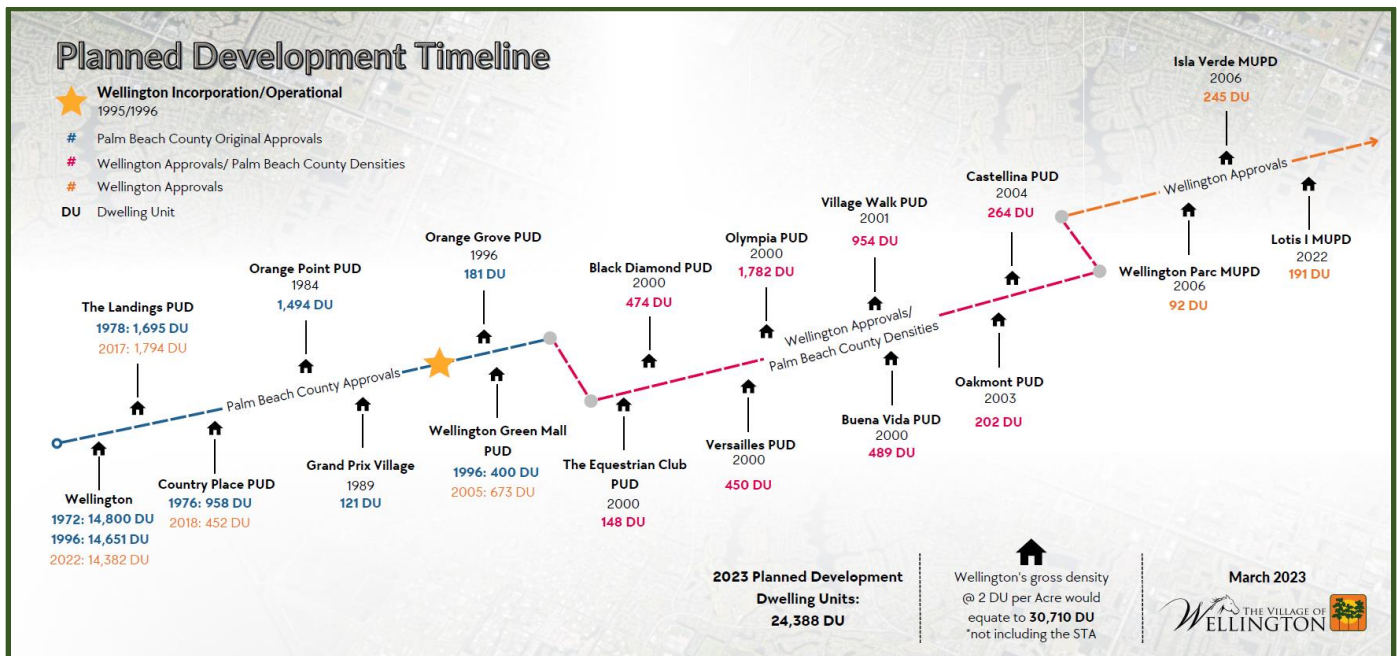 Planned Development Timeline
Wellington Incorporation/Operational
1995/1996
# Palm Beach County Original Approvals
# Wellington Approvals/ Palm Beach County Densities
# Wellington Approvals
DU Dwelling Unit
The Landings PUD
1978: 1,695 DU
2017: 1,794 DU
Orange Point PUD
1984
1,494 DU
Orange Grove PUD
1996
181 DU
Black Diamond PUD
2000
474 DU
Olympia PUD
2000
1,782 DU
Village Walk PUD
2001
954 DU
Castellina PUD
2004
264 DU
Isla Verde MUPD
2006
245 DU
Palm Beach County Approvals
Wellington Approvals/
Palm Beach County Densities
Wellington Approvals
Wellington
1972: 14,800 DU
1996: 14,651 DU
2022: 14,382 DU
Country Place PUD
1976: 958 DU
2018: 452 DU
Grand Prix Village
1989
121 DU
Wellington Green Mall
PUD
1996: 400 DU
2005: 673 DU
The Equestrian Club
PUD
2000
148 DU
Versailles PUD
2000
450 DU
Buena Vida PUD
2000
489 DU
Oakmont PUD
2003
202 DU
Wellington Parc MUPD
2006
92 DU
Lotis I MUPD
2022
191 DU
2023 Planned Development
Dwelling Units:
24,388 DU
Wellington's gross density
@ 2 DU per Acre would
equate to 30,710 DU
*not including the STA
March 2023
THE VILLAGE OF
WELLINGTON